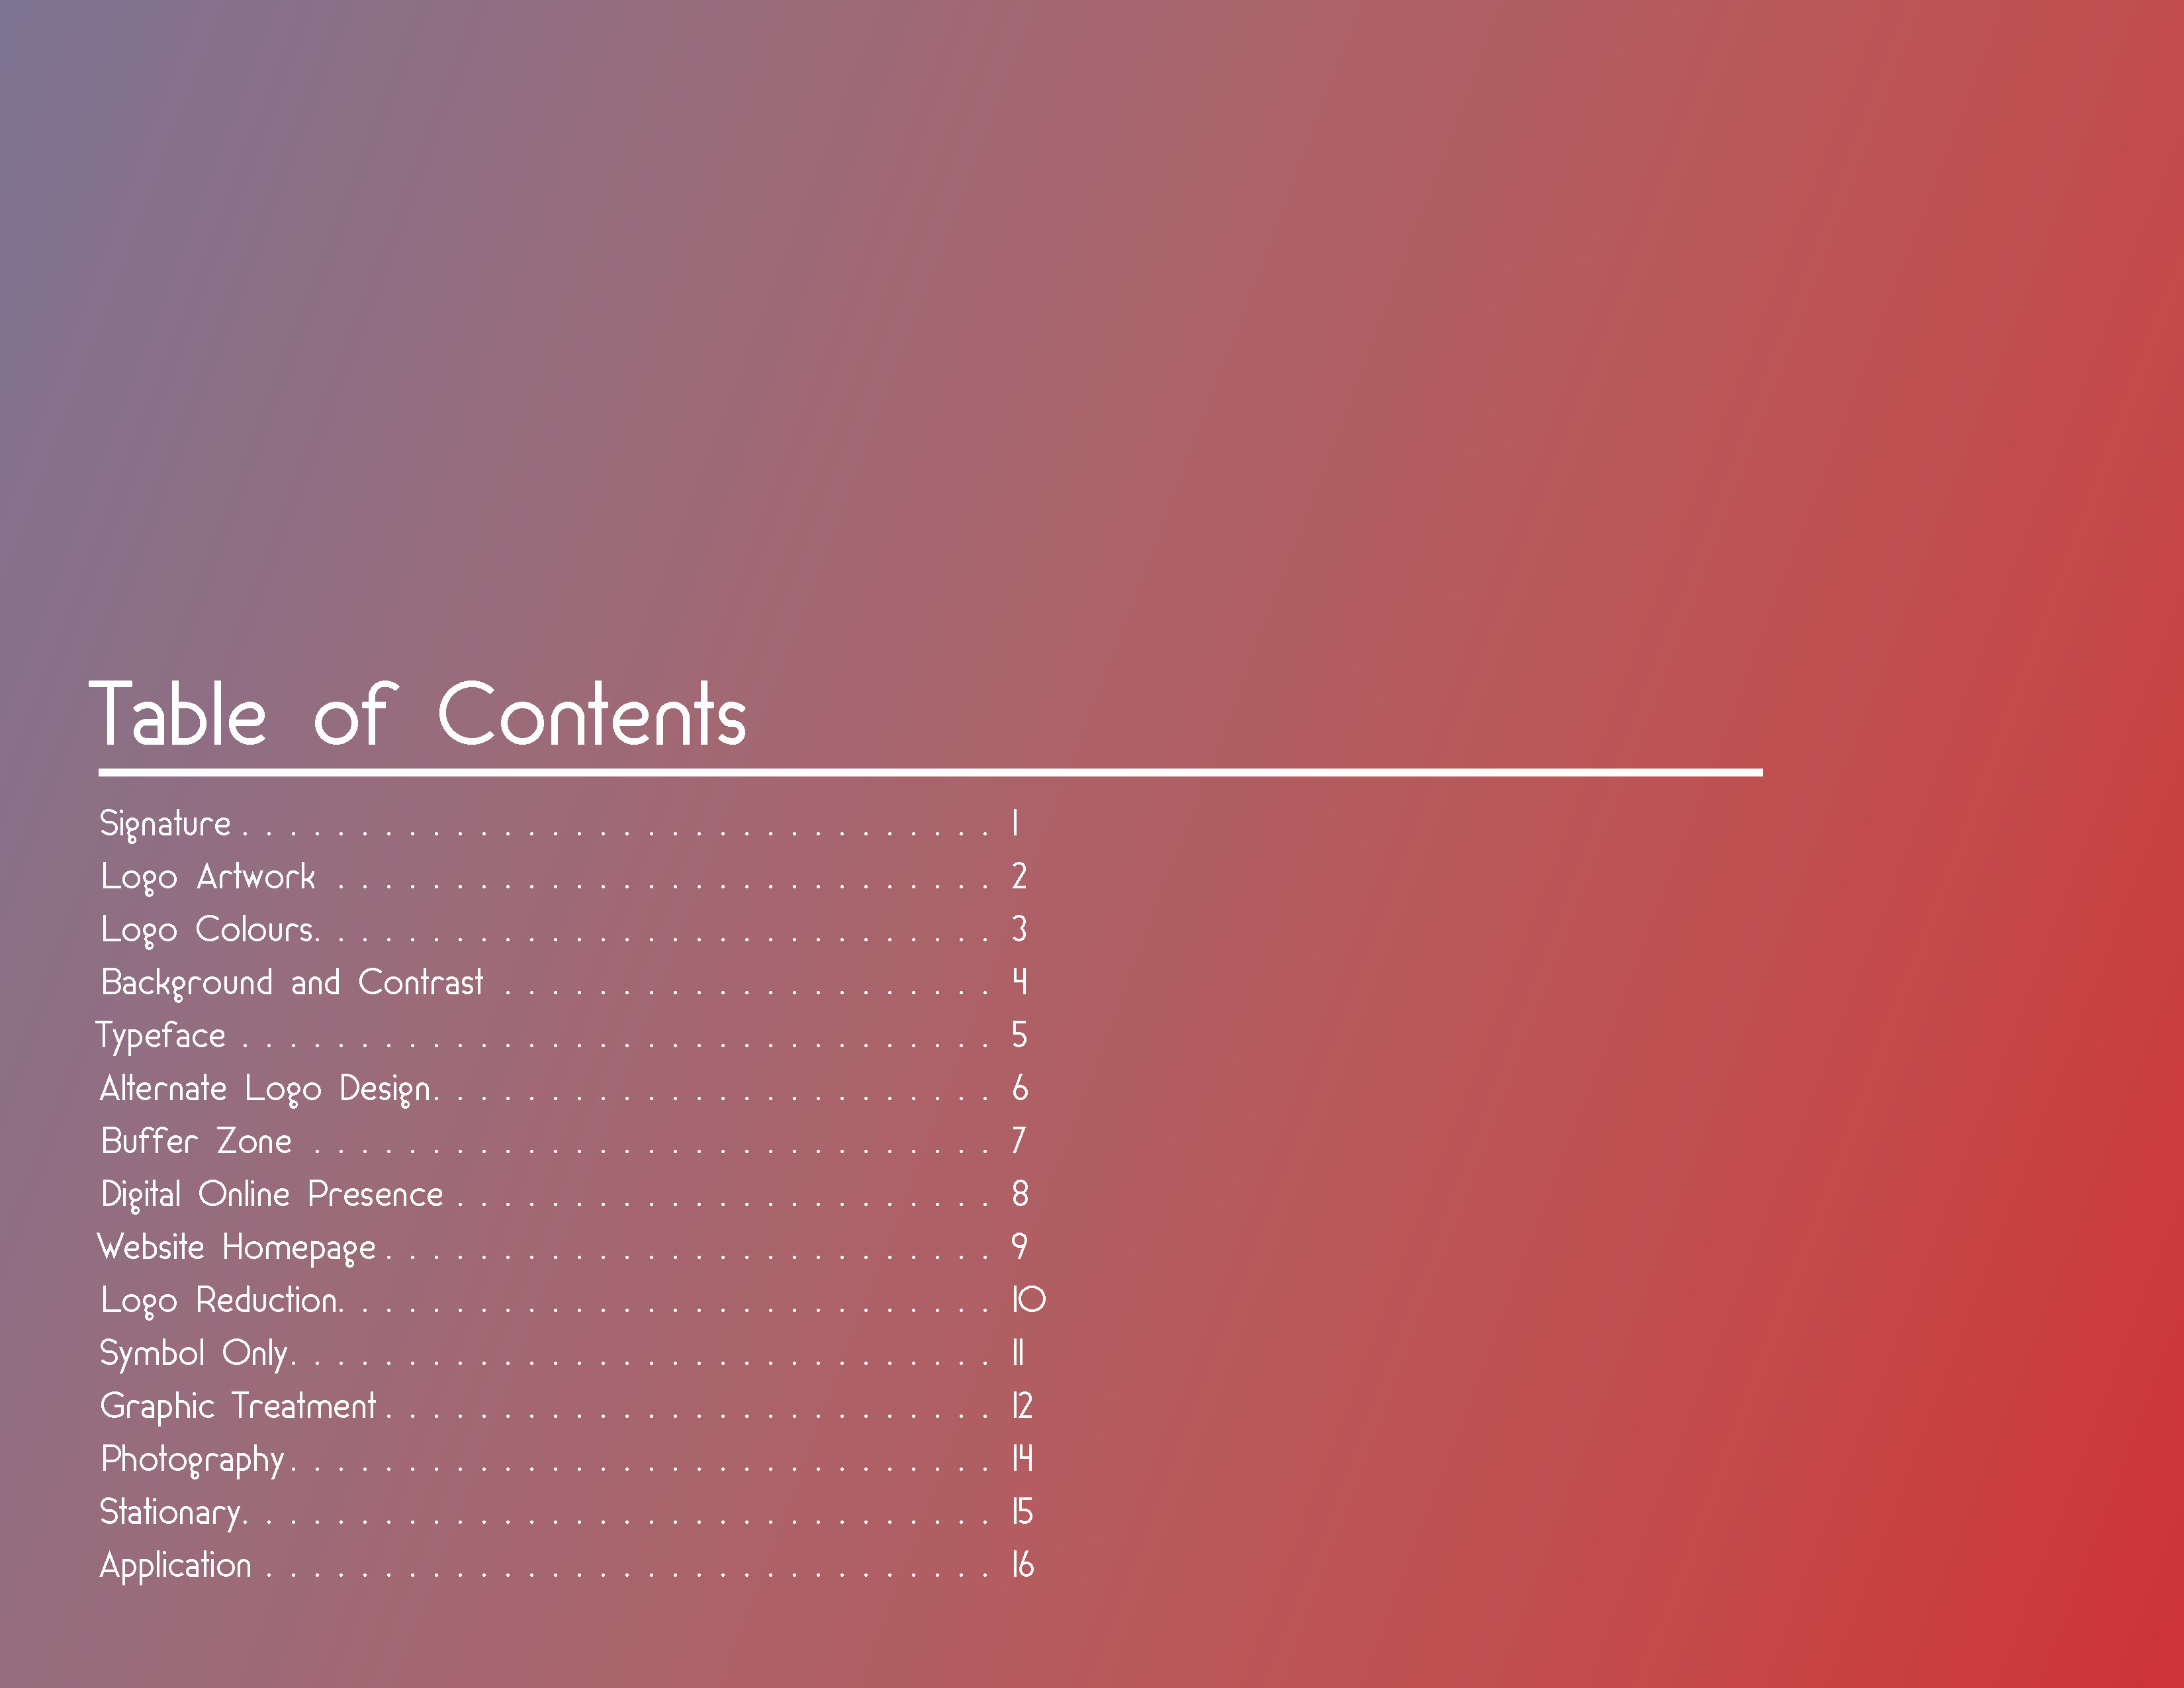 Table of Contents
Signature . . . . . . . . . . . . . . . . . . . . . . . . . . . . . . . . 1
Logo Artwork . . . . . . . . . . . . . . . . . . . . . . . . . . . . 2
Logo Colours. . . . . . . . . . . . . . . . . . . . . . . . . . . . . 3
Background and Contrast . . . . . . . . . . . . . . . . . . . . . 4
Typeface . . . . . . . . . . . . . . . . . . . . . . . . . . . . . . . . 5
Alternate Logo Design. . . . . . . . . . . . . . . . . . . . . . . . 6
Buffer Zone . . . . . . . . . . . . . . . . . . . . . . . . . . . . . 7
Digital Online Presence . . . . . . . . . . . . . . . . . . . . . . . 8
Website Homepage . . . . . . . . . . . . . . . . . . . . . . . . . . 9
Logo Reduction. . . . . . . . . . . . . . . . . . . . . . . . . . . . 10
Symbol Only. . . . . . . . . . . . . . . . . . . . . . . . . . . . . . 11
Graphic Treatment . . . . . . . . . . . . . . . . . . . . . . . . . . 12
Photography . . . . . . . . . . . . . . . . . . . . . . . . . . . . . . 14
Stationary. . . . . . . . . . . . . . . . . . . . . . . . . . . . . . . . 15
Application . . . . . . . . . . . . . . . . . . . . . . . . . . . . . . . 16